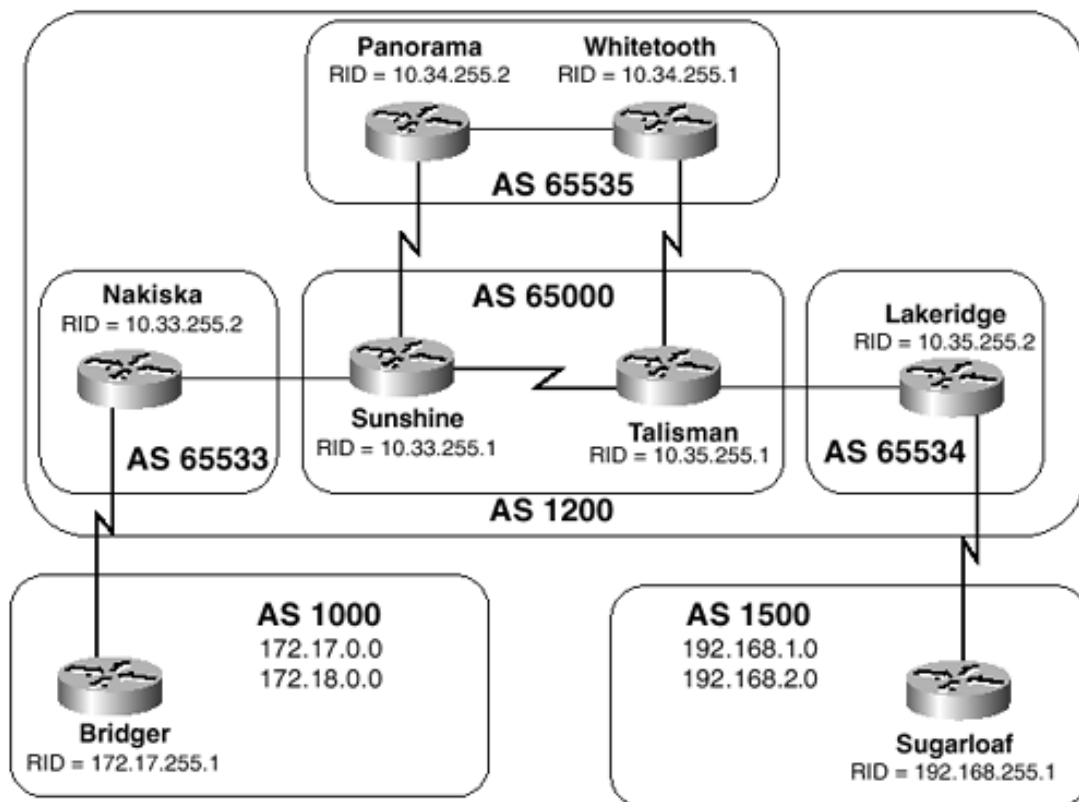 Panorama
RID = 10.34.255.2
Whitetooth
RID = 10.34.255.1
AS 65535
Nakiska
RID = 10.33.255.2
AS 65533
AS 65000
Sunshine
RID = 10.33.255.1
Talisman
RID = 10.35.255.1
Lakeridge
RID = 10.35.255.2
AS 65534
AS 1200
AS 1000
172.17.0.0
172.18.0.0
Bridger
RID = 172.17.255.1
AS 1500
192.168.1.0
192.168.2.0
Sugarloaf
RID = 192.168.255.1